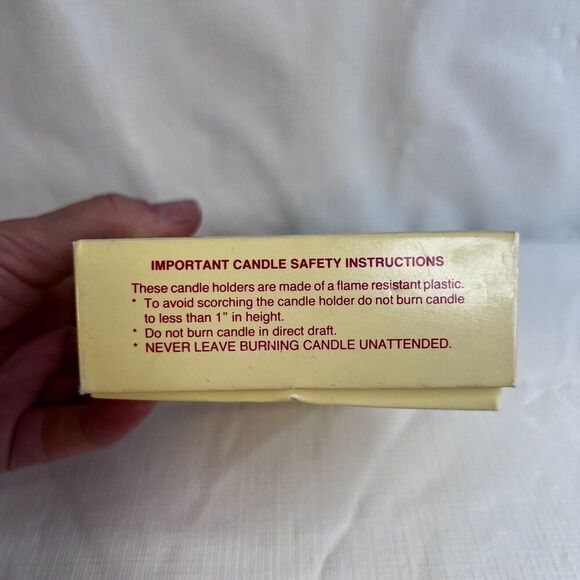 IMPORTANT CANDLE SAFETY INSTRUCTIONS
These candle holders are made of a flame resistant plastic.
* To avoid scorching the candle holder do not burn candle
to less than 1" in height.
* Do not burn candle in direct draft.
* NEVER LEAVE BURNING CANDLE UNATTENDED.